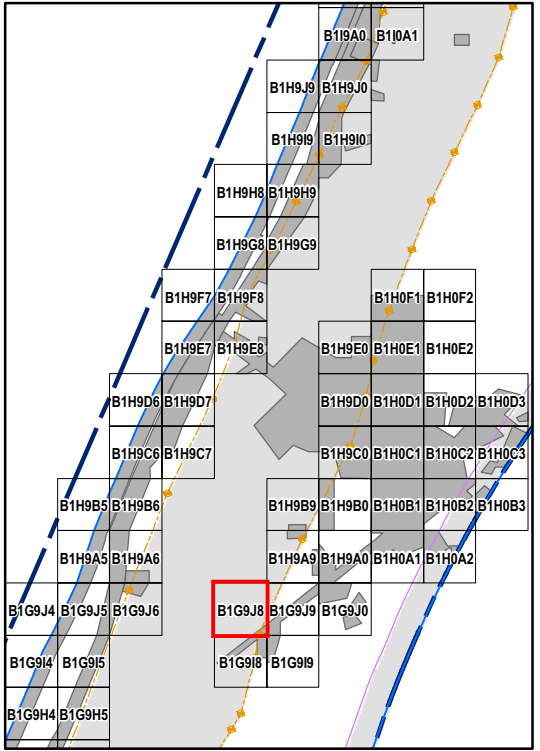 B1I9A0 B1I0A1
B1H9J9 B1H9J0
B1H9I9 B1H9I0
B1H9H8 B1H9H9
B1H9G8 B1H9G9
B1H9F7 B1H9F8 B1H0F1 B1H0F2
B1H9E7 B1H9E8 B1H9E0 B1H0E1 B1H0E2
B1H9D6 B1H9D7 B1H9D0 B1H0D1 B1H0D2 B1H0D3
B1H9C6 B1H9C7 B1H9C0 B1H0C1 B1H0C2 B1H0C3
B1H9B5 B1H9B6 B1H9B9 B1H9B0 B1H0B1 B1H0B2 B1H0B3
B1H9A5 B1H9A6 B1H9A9 B1H9A0 B1H0A1 B1H0A2
B1G9J4 B1G9J5 B1G9J6 B1G9J8 B1G9J9 B1G9J0
B1G9I4 B1G9I5 B1G9I8 B1G9I9
B1G9H4 B1G9H5